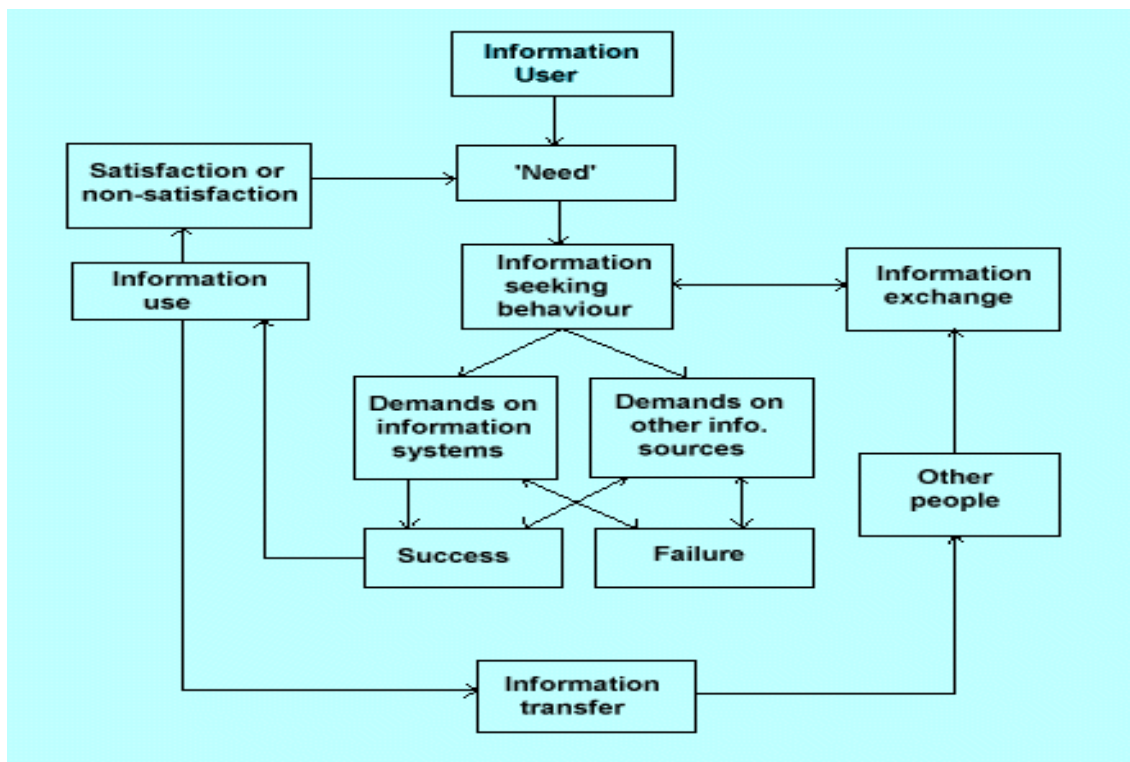 Information
User
Satisfaction or
non-satisfaction
'Need'
Information
use
Information
seeking
behaviour
Information
exchange
Demands on
information
systems
Demands on
other info.
sources
Other
people
Success
Failure
Information
transfer